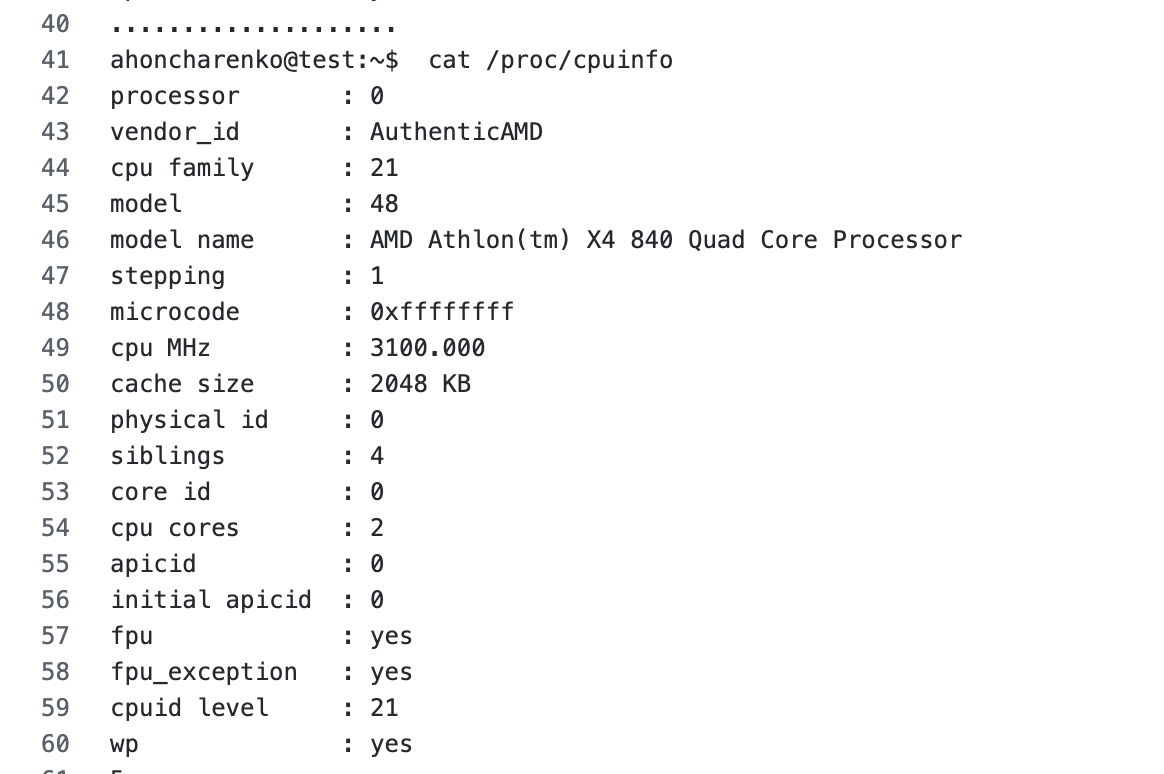 40 ....................
41 ahoncharenko@test:~$  cat /proc/cpuinfo
42 processor       : 0
43 vendor_id       : AuthenticAMD
44 cpu family      : 21
45 model           : 48
46 model name      : AMD Athlon(tm) X4 840 Quad Core Processor
47 stepping        : 1
48 microcode       : 0xffffffff
49 cpu MHz         : 3100.000
50 cache size      : 2048 KB
51 physical id     : 0
52 siblings        : 4
53 core id         : 0
54 cpu cores       : 2
55 apicid          : 0
56 initial apicid  : 0
57 fpu             : yes
58 fpu_exception   : yes
59 cpuid level     : 21
60 wp              : yes